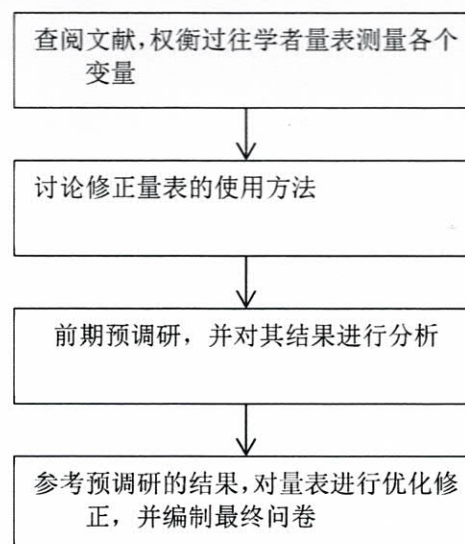 查阅文献，权衡过往学者量表测量各个
变量
讨论修正量表的使用方法
前期预调研，并对其结果进行分析
参考预调研的结果，对量表进行优化修
正，并编制最终问卷